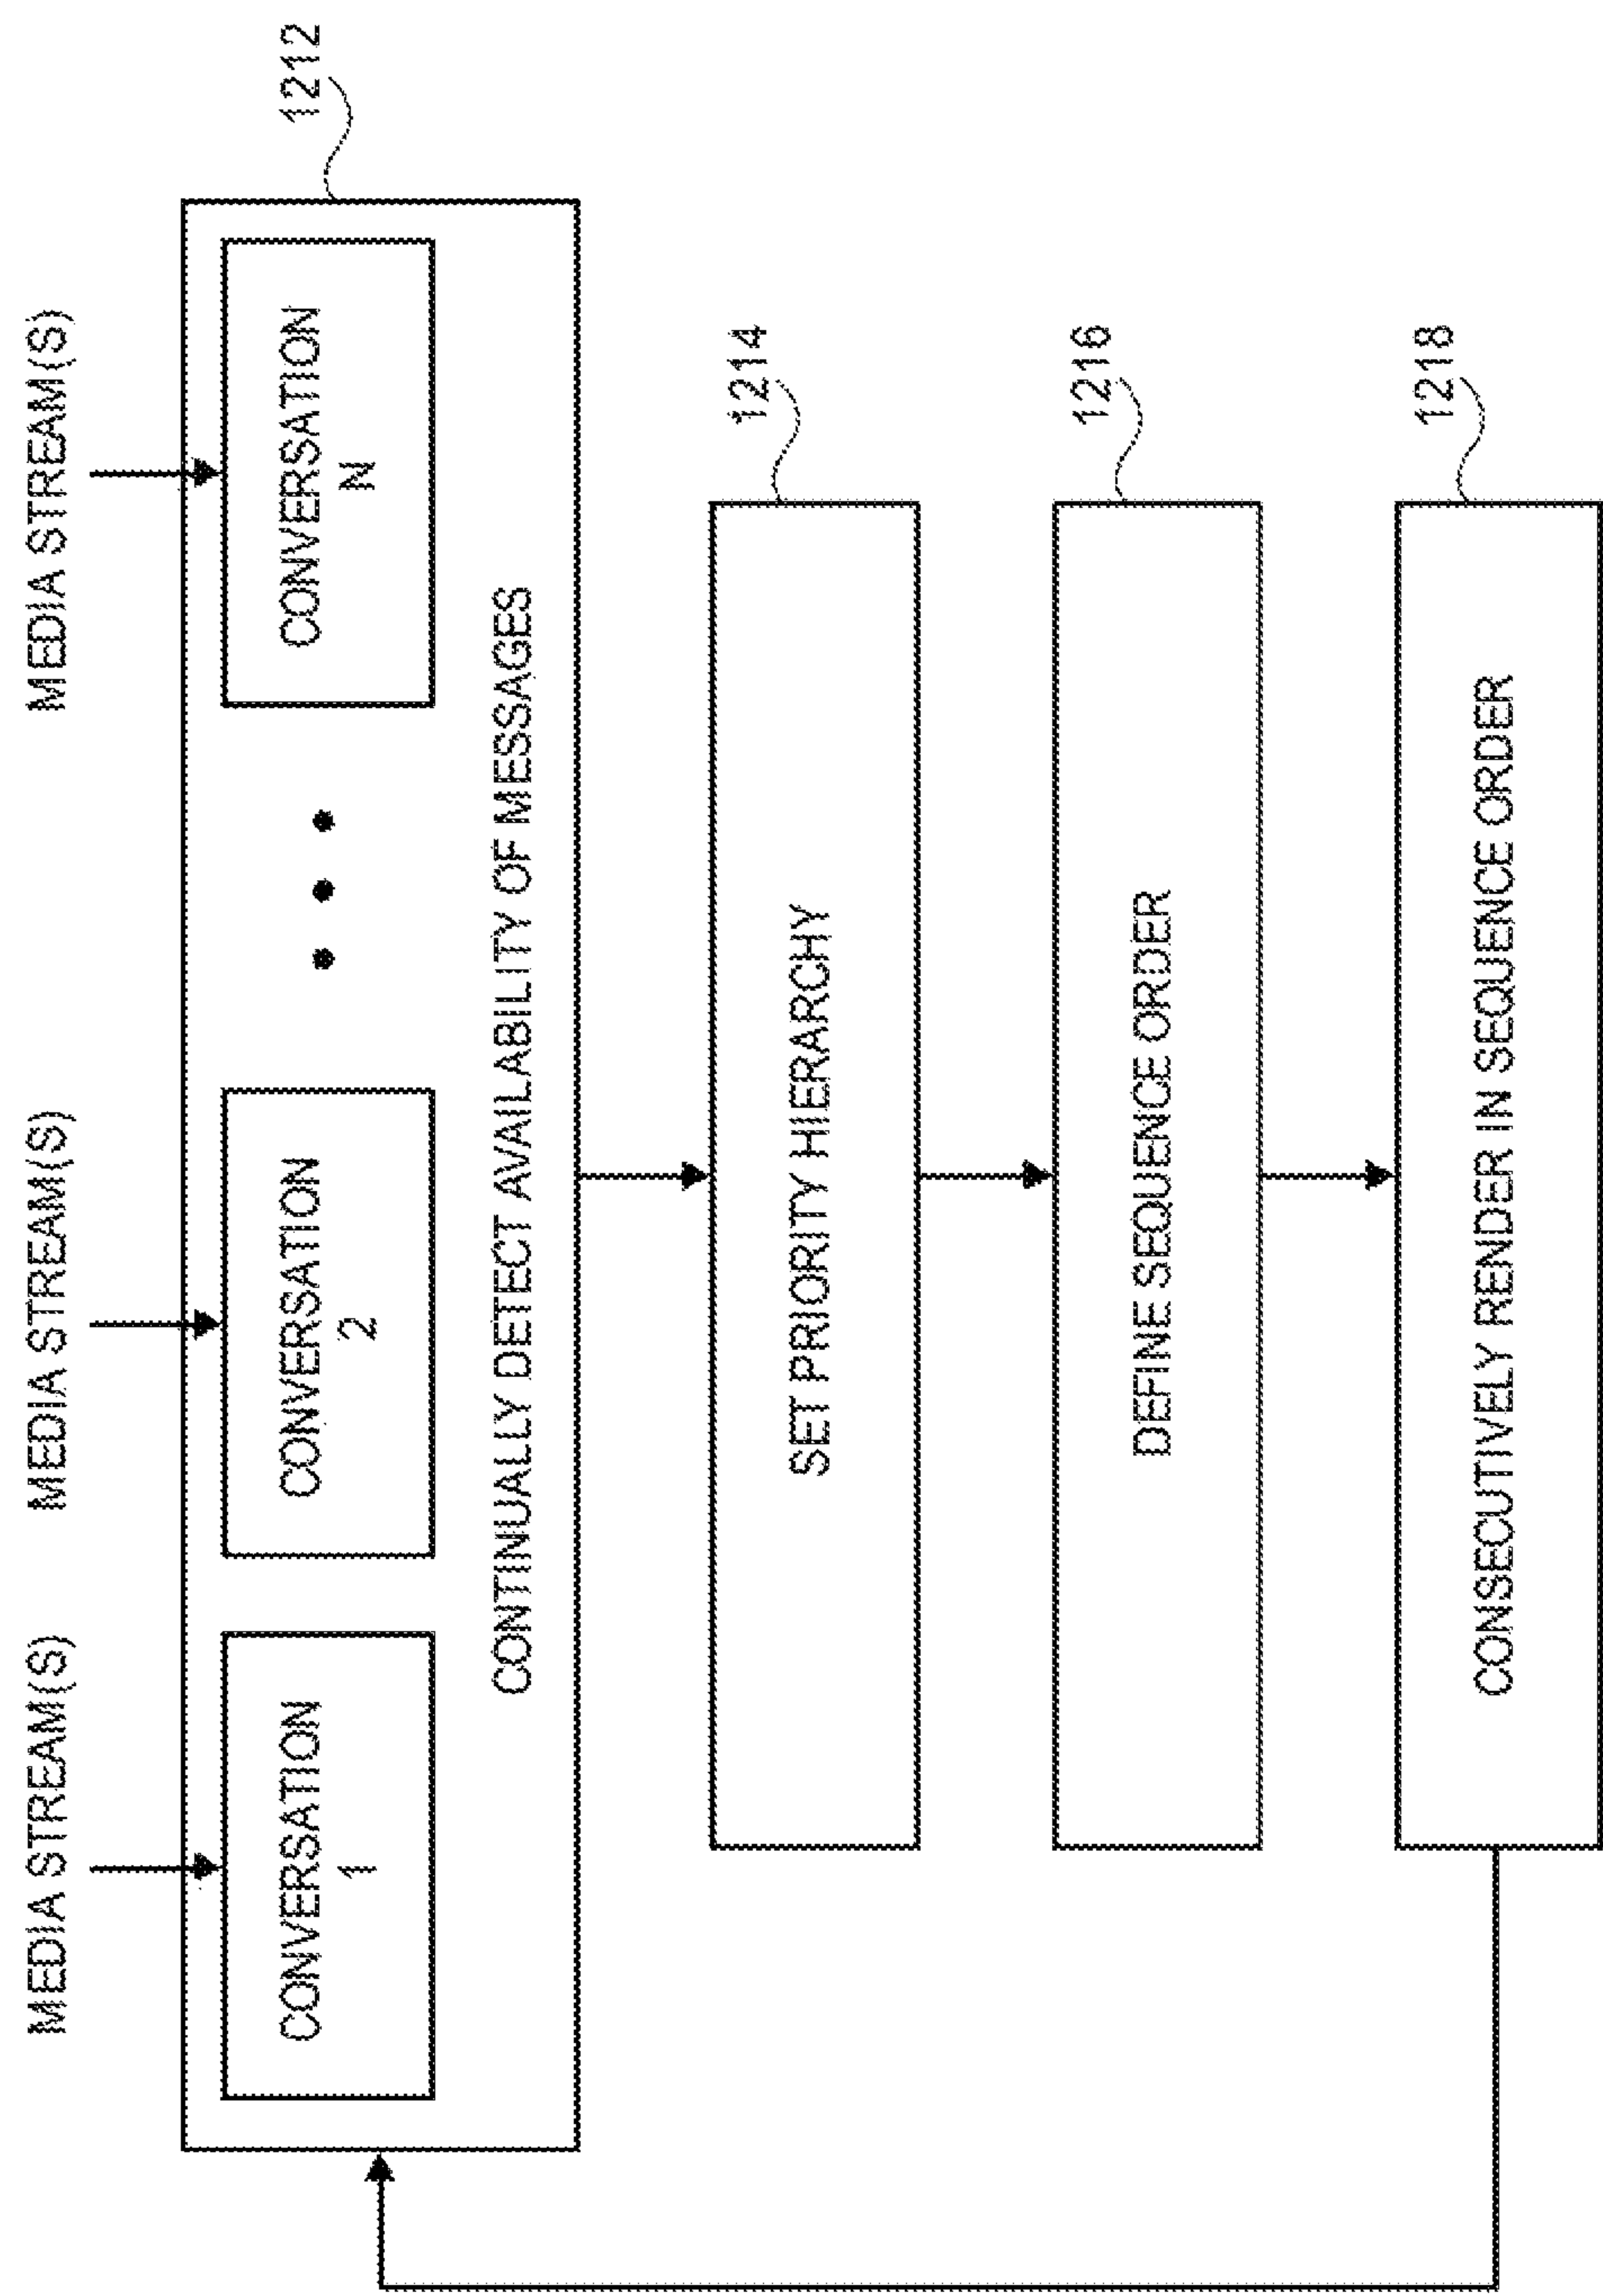 MEDIA STREAM(S)
MEDIA STREAM(S)
MEDIA STREAM(S)
1212
CONVERSATION
1
CONVERSATION
2
CONVERSATION
N
CONTINUALLY DETECT AVAILABILITY OF MESSAGES
1214
SET PRIORITY HIERARCHY
1216
DEFINE SEQUENCE ORDER
1218
CONSECUTIVELY RENDER IN SEQUENCE ORDER